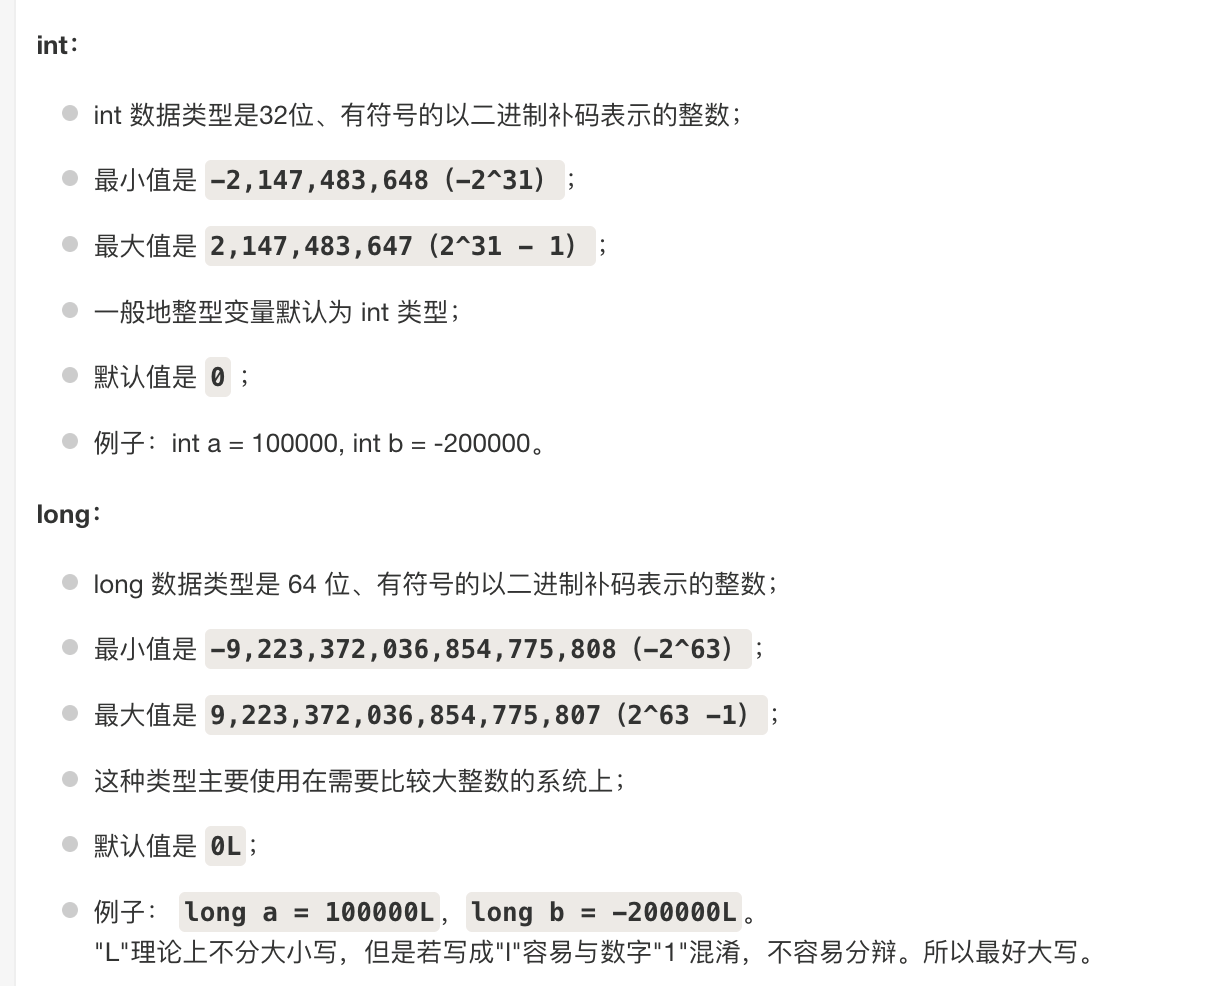 int：
int 数据类型是32位、有符号的以二进制补码表示的整数；
最小值是 -2,147,483,648（-2^31）；
最大值是 2,147,483,647（2^31 - 1）；
一般地整型变量默认为 int 类型；
默认值是 0 ；
例子：int a = 100000, int b = -200000。
long：
long 数据类型是 64 位、有符号的以二进制补码表示的整数；
最小值是 -9,223,372,036,854,775,808（-2^63）；
最大值是 9,223,372,036,854,775,807（2^63 -1）；
这种类型主要使用在需要比较大整数的系统上；
默认值是 0L；
例子： long a = 100000L，long b = -200000L。
"L"理论上不分大小写，但是若写成"l"容易与数字"1"混淆，不容易分辩。所以最好大写。